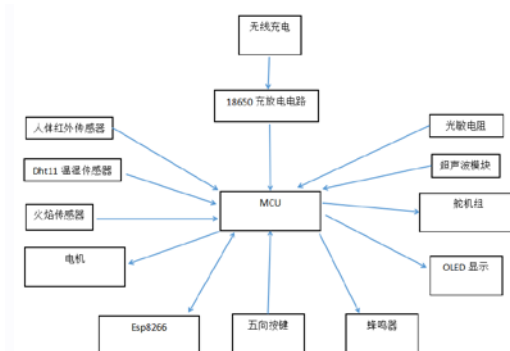 无线充电
18650 充放电电路
人体红外传感器
光敏电阻
Dht11 温湿传感器
超声波模块
MCU
舵机组
火焰传感器
电机
OLED 显示
Esp8266
五向按键
蜂鸣器